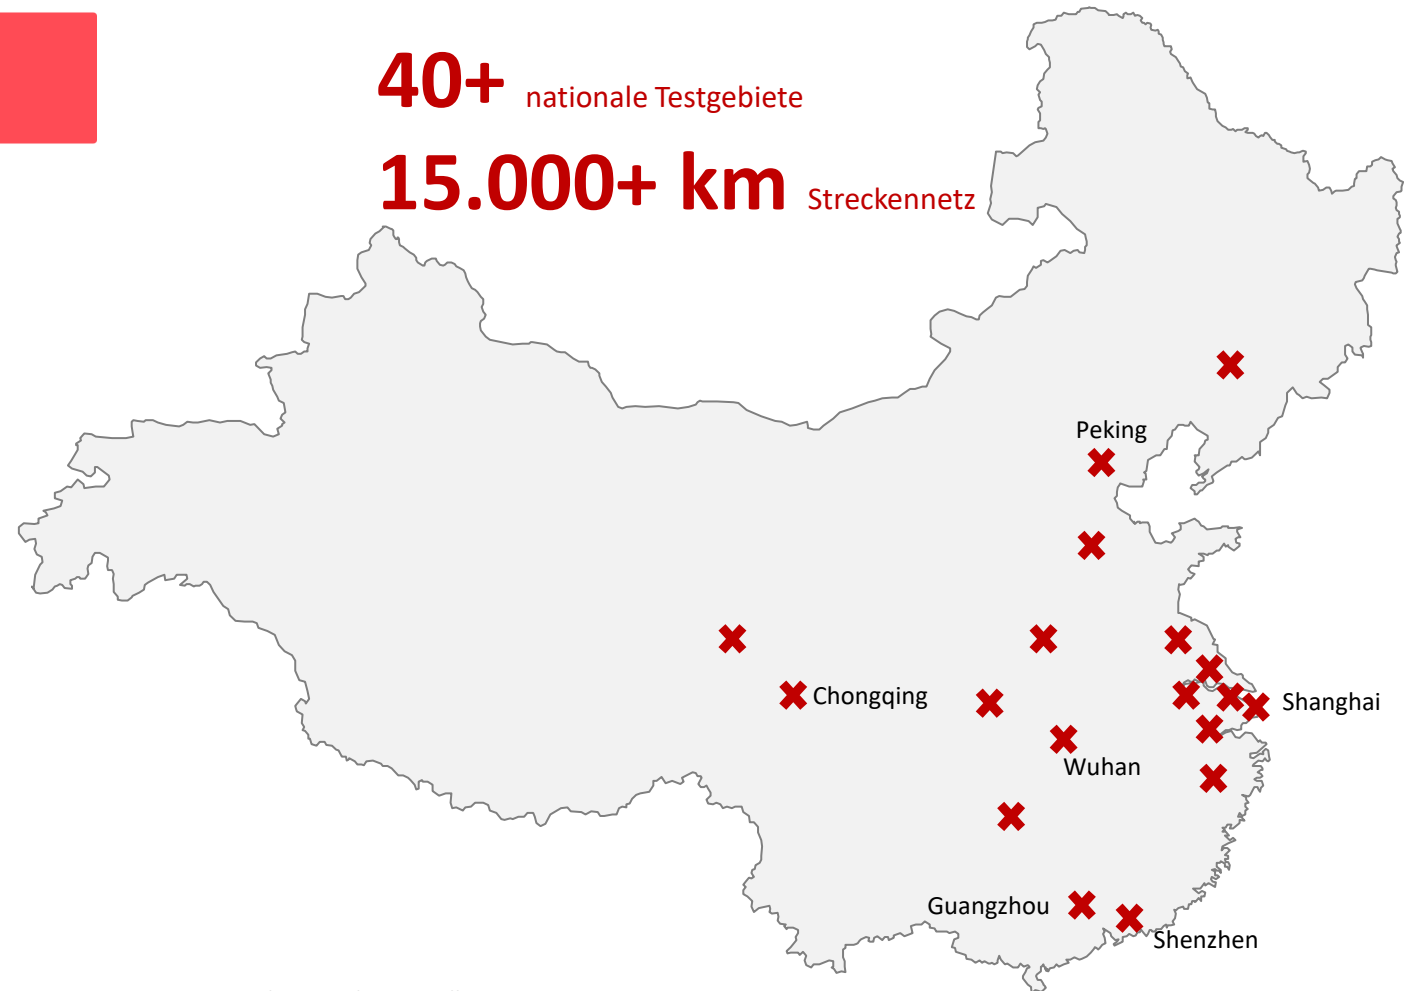 40+ nationale Testgebiete
15.000+ km Streckennetz
Peking
Chongqing
Shanghai
Wuhan
Guangzhou
Shenzhen